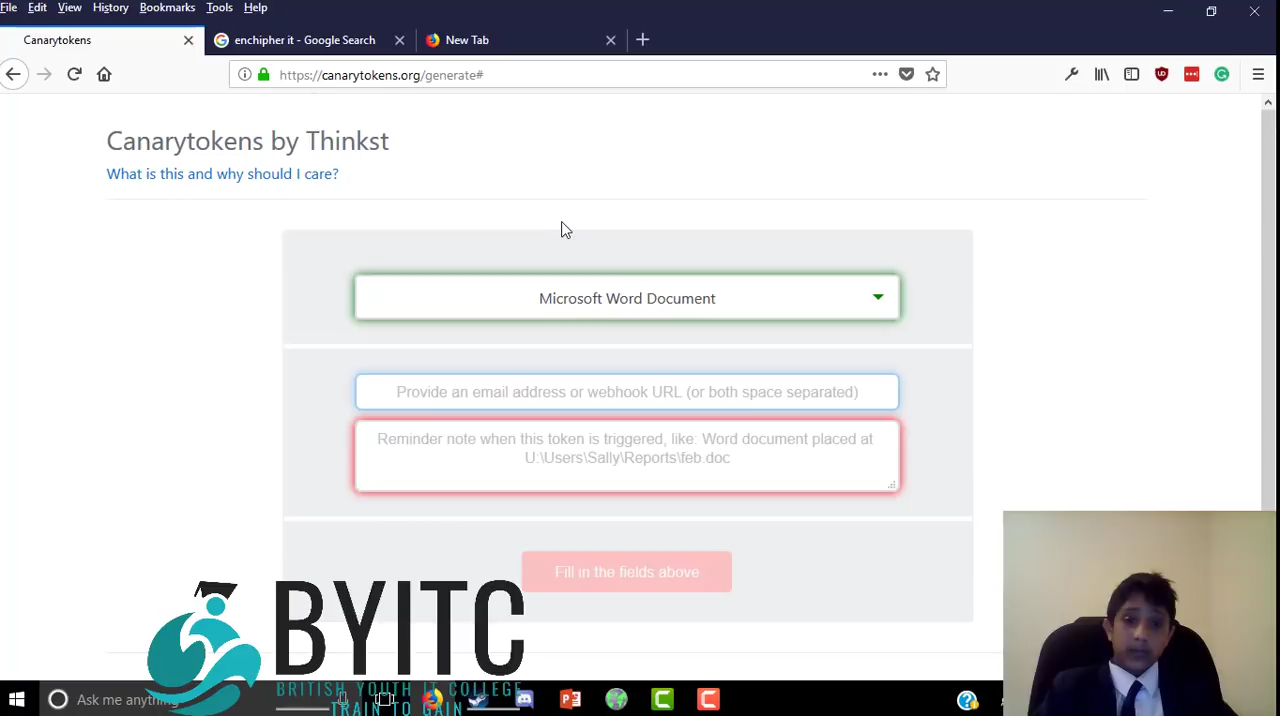 File Edit View History Bookmarks Tools Help
Canarytokens
enchipher it - Google Search
New Tab
https://canarytokens.org/generate#
Canarytokens by Thinkst
What is this and why should I care?
Microsoft Word Document
Provide an email address or webhook URL (or both space separated)
Reminder note when this token is triggered, like: Word document placed at
U:\Users\Sally\Reports\feb.doc
Fill in the fields above
BYITC
BRITISH YOUTH IT COLLEGE
TRAIN TO GAIN
Ask me anything